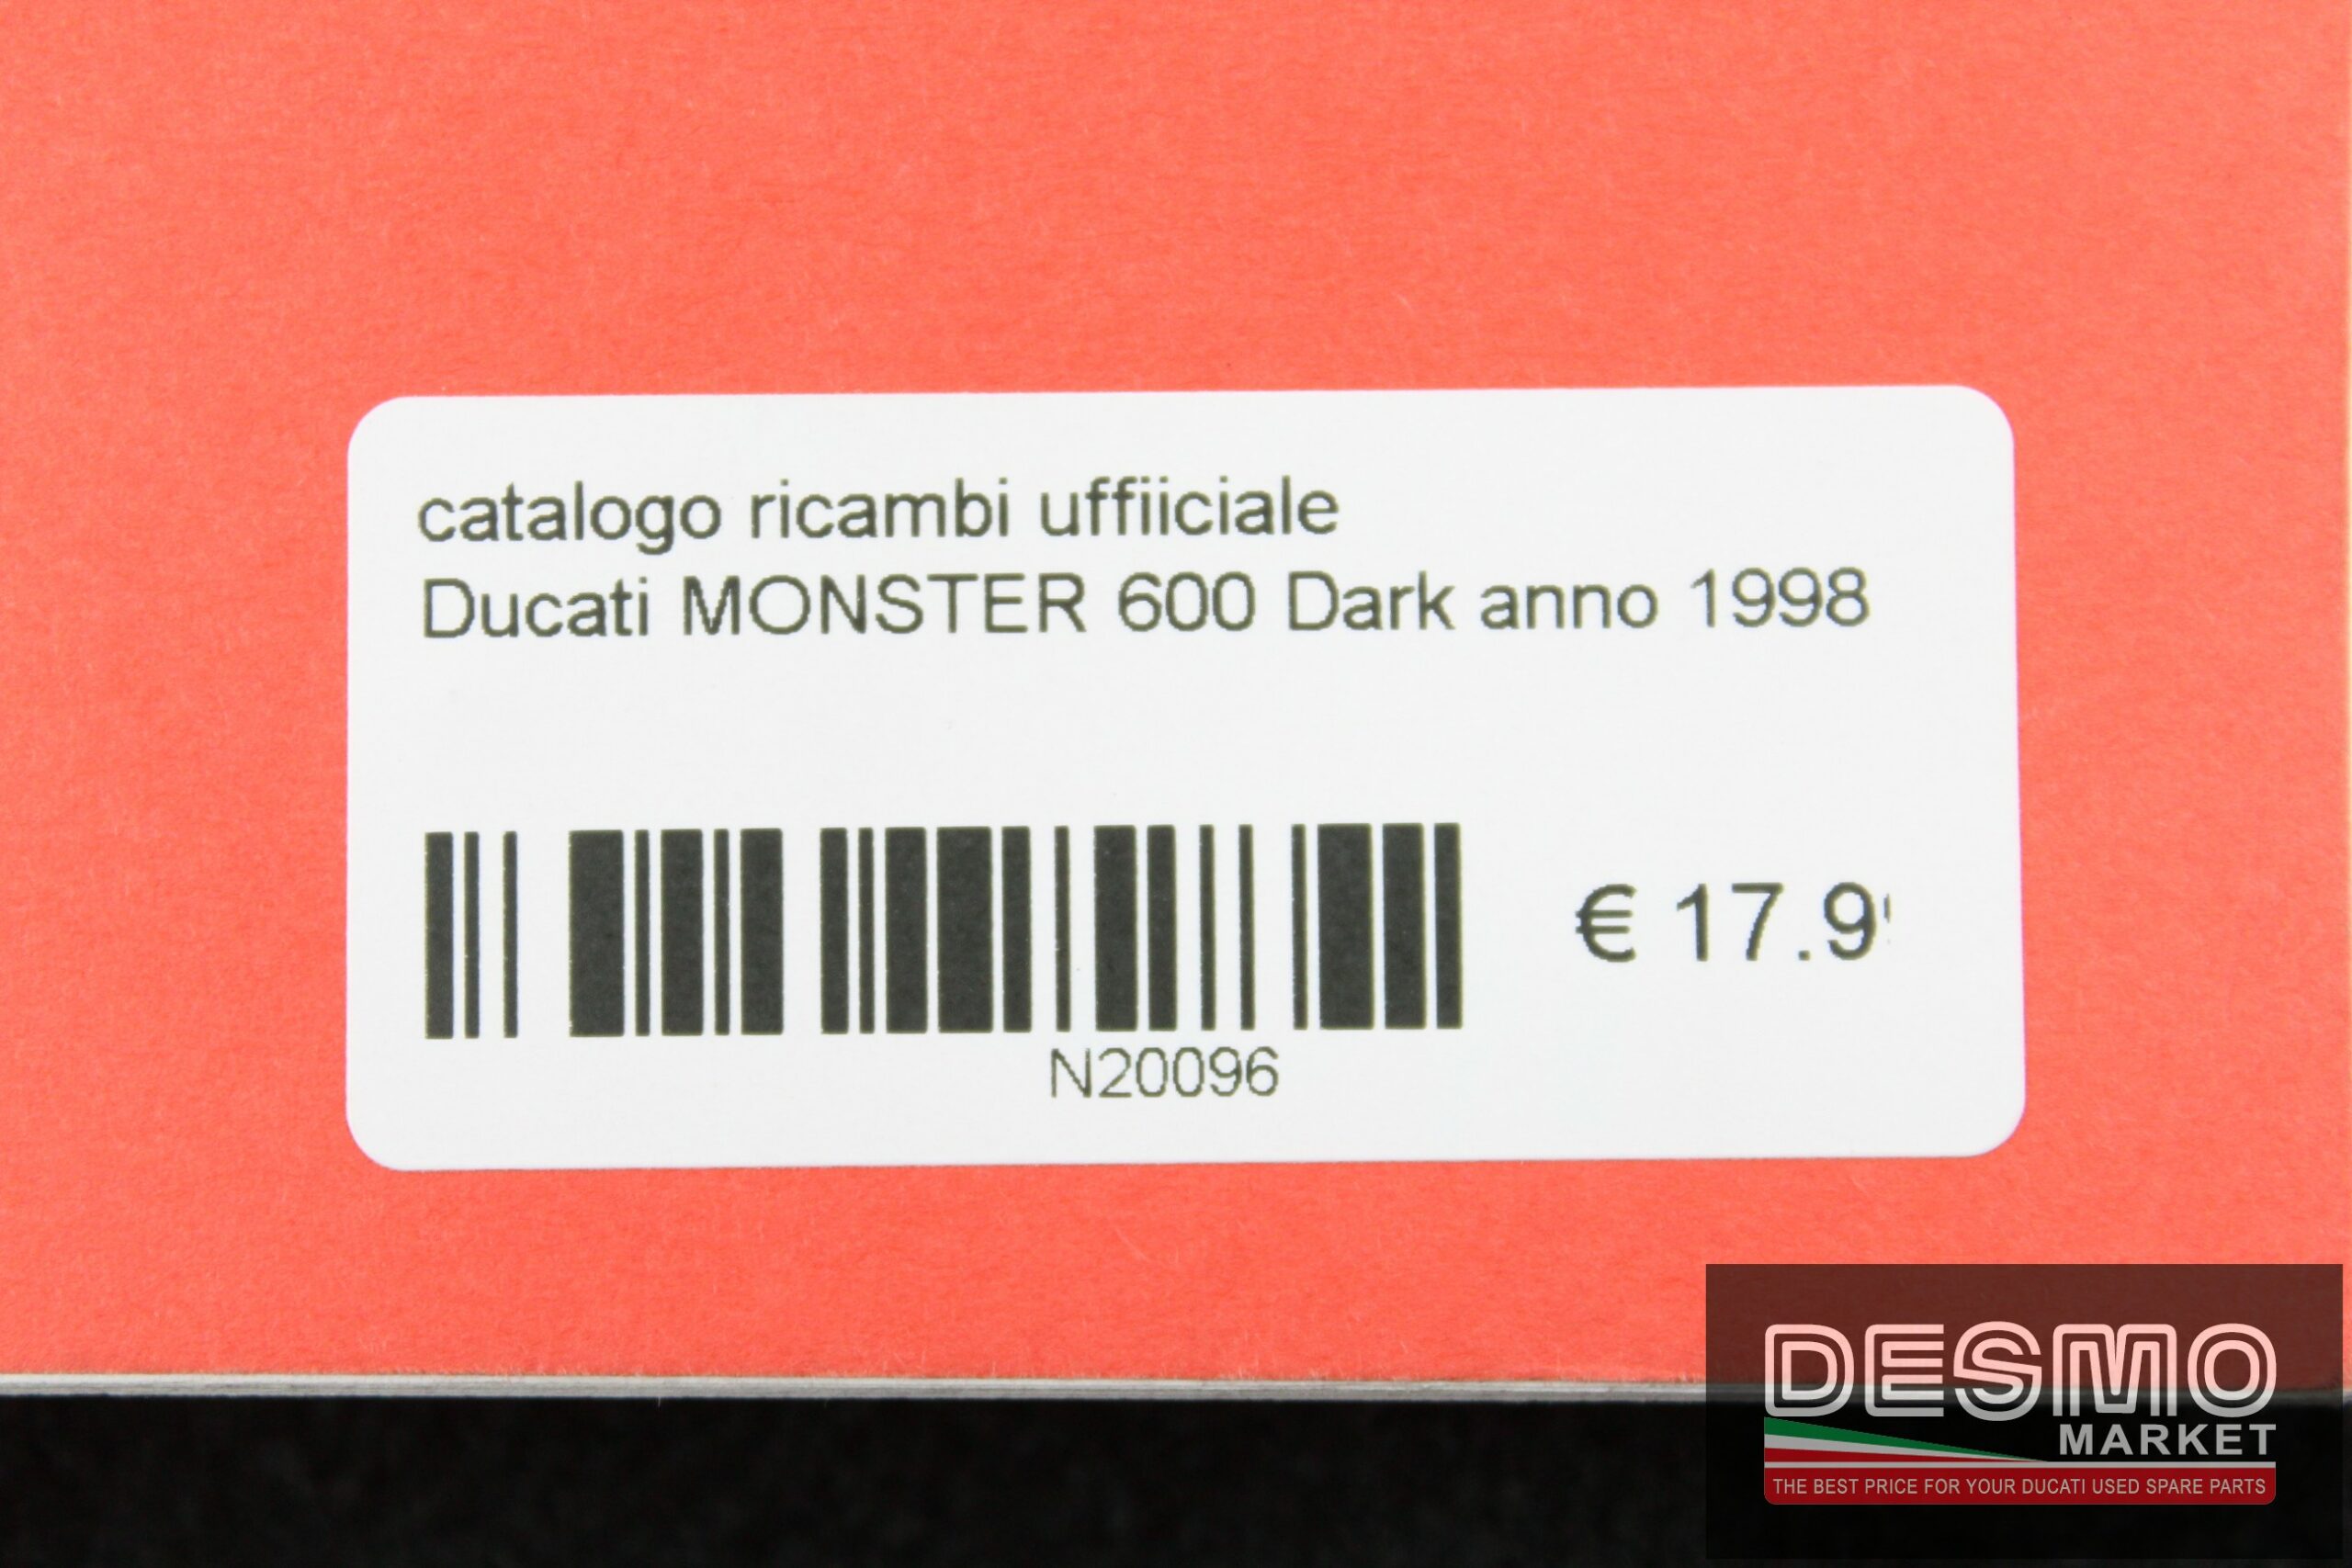 catalogo ricambi uffiiciale
Ducati MONSTER 600 Dark anno 1998
€ 17.9
N20096
DESMO
MARKET
THE BEST PRICE FOR YOUR DUCATI USED SPARE PARTS